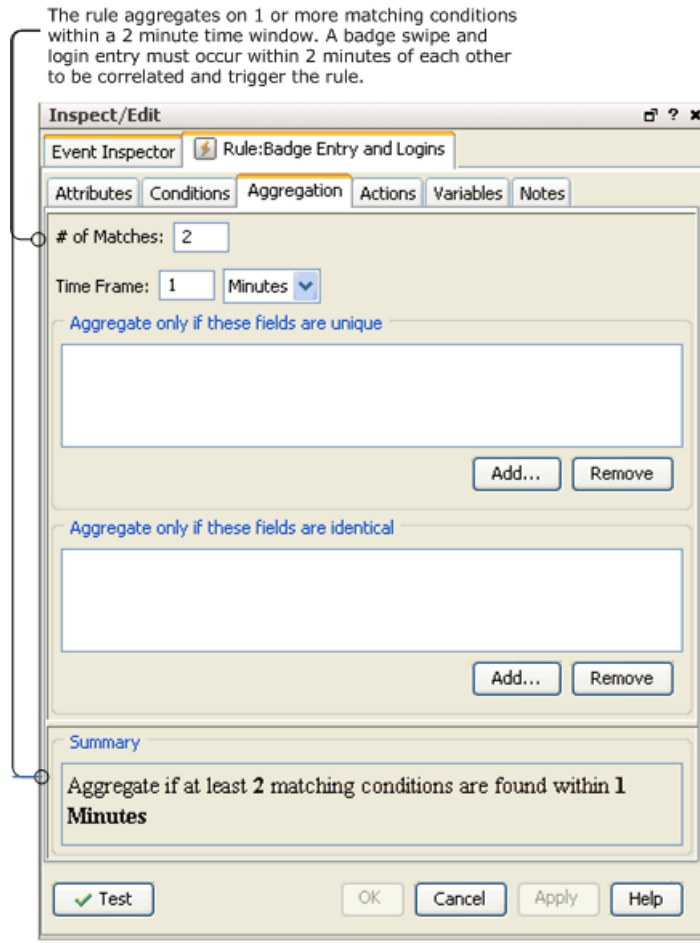 The rule aggregates on 1 or more matching conditions
within a 2 minute time window. A badge swipe and
login entry must occur within 2 minutes of each other
to be correlated and trigger the rule.
Inspect/Edit
Event Inspector Rule:Badge Entry and Logins
Attributes Conditions Aggregation Actions Variables Notes
# of Matches: 2
Time Frame: 1 Minutes
Aggregate only if these fields are unique
Add... Remove
Aggregate only if these fields are identical
Add... Remove
Summary
Aggregate if at least 2 matching conditions are found within 1
Minutes
Test OK Cancel Apply Help